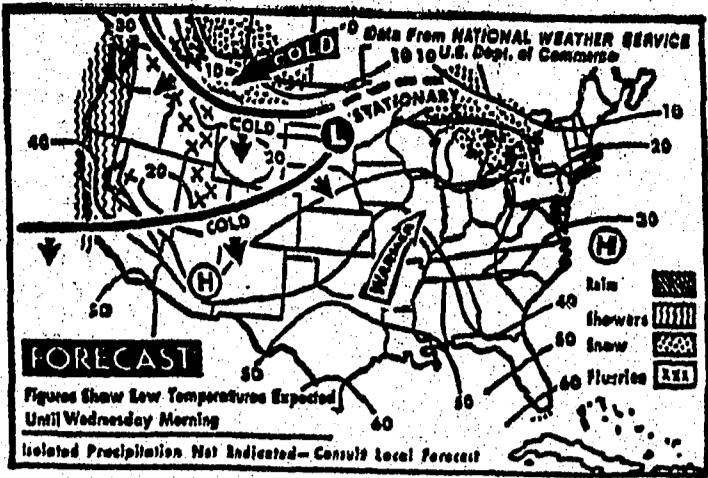 Data From NATIONAL WEATHER SERVICE
U.S. Dept. of Commerce
30
10
COLD
10 10
STATIONARY
10
COLD
L
40
20
20
20
COLD
30
H
WARMER
H
Rain
50
40
Showers
50
Snow
FORECAST
50
60
Flurries
XXX
Figures Show Low Temperatures Expected
60
50
Until Wednesday Morning
Isolated Precipitation Not Indicated— Consult Local Forecast